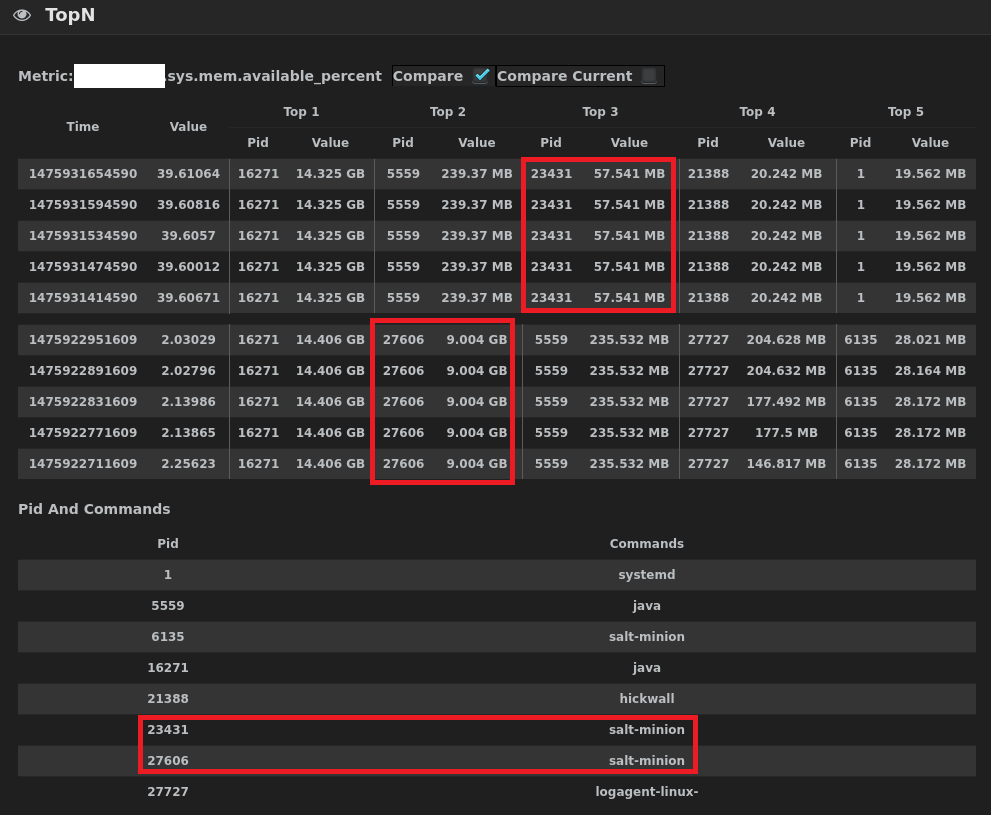 TopN
Metric: .sys.mem.available_percent Compare Compare Current
Top 1 Top 2 Top 3 Top 4 Top 5
Time Value
Pid Value Pid Value Pid Value Pid Value Pid Value
1475931654590 39.61064 16271 14.325 GB 5559 239.37 MB 23431 57.541 MB 21388 20.242 MB 1 19.562 MB
1475931594590 39.60816 16271 14.325 GB 5559 239.37 MB 23431 57.541 MB 21388 20.242 MB 1 19.562 MB
1475931534590 39.6057 16271 14.325 GB 5559 239.37 MB 23431 57.541 MB 21388 20.242 MB 1 19.562 MB
1475931474590 39.60012 16271 14.325 GB 5559 239.37 MB 23431 57.541 MB 21388 20.242 MB 1 19.562 MB
1475931414590 39.60671 16271 14.325 GB 5559 239.37 MB 23431 57.541 MB 21388 20.242 MB 1 19.562 MB
1475922951609 2.03029 16271 14.406 GB 27606 9.004 GB 5559 235.532 MB 27727 204.628 MB 6135 28.021 MB
1475922891609 2.02796 16271 14.406 GB 27606 9.004 GB 5559 235.532 MB 27727 204.632 MB 6135 28.164 MB
1475922831609 2.13986 16271 14.406 GB 27606 9.004 GB 5559 235.532 MB 27727 177.492 MB 6135 28.172 MB
1475922771609 2.13865 16271 14.406 GB 27606 9.004 GB 5559 235.532 MB 27727 177.5 MB 6135 28.172 MB
1475922711609 2.25623 16271 14.406 GB 27606 9.004 GB 5559 235.532 MB 27727 146.817 MB 6135 28.172 MB
Pid And Commands
Pid Commands
1 systemd
5559 java
6135 salt-minion
16271 java
21388 hickwall
23431 salt-minion
27606 salt-minion
27727 logagent-linux-